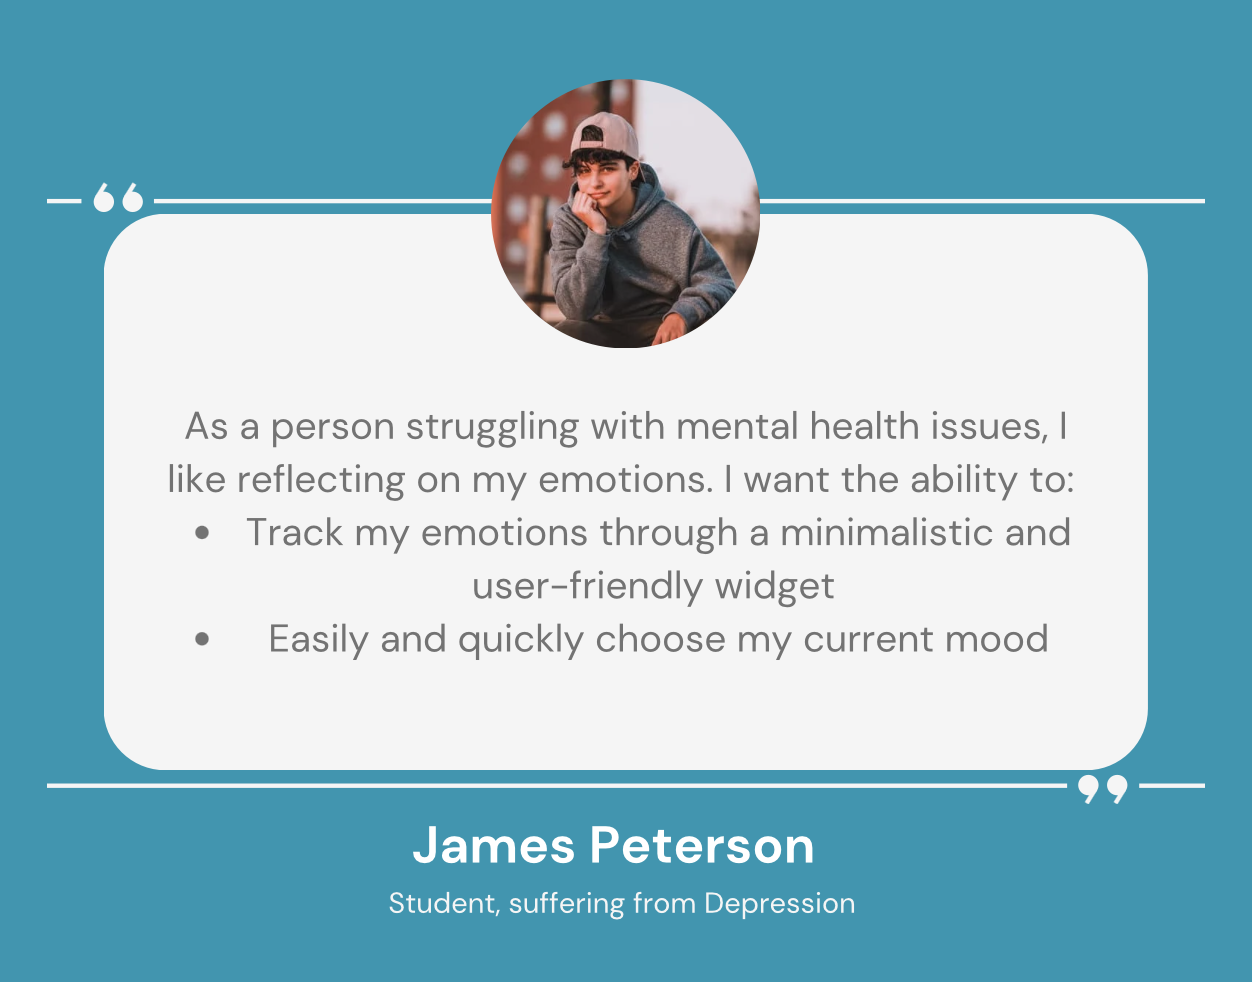 As a person struggling with mental health issues, I
like reflecting on my emotions. I want the ability to:
• Track my emotions through a minimalistic and
user-friendly widget
• Easily and quickly choose my current mood
James Peterson
Student, suffering from Depression